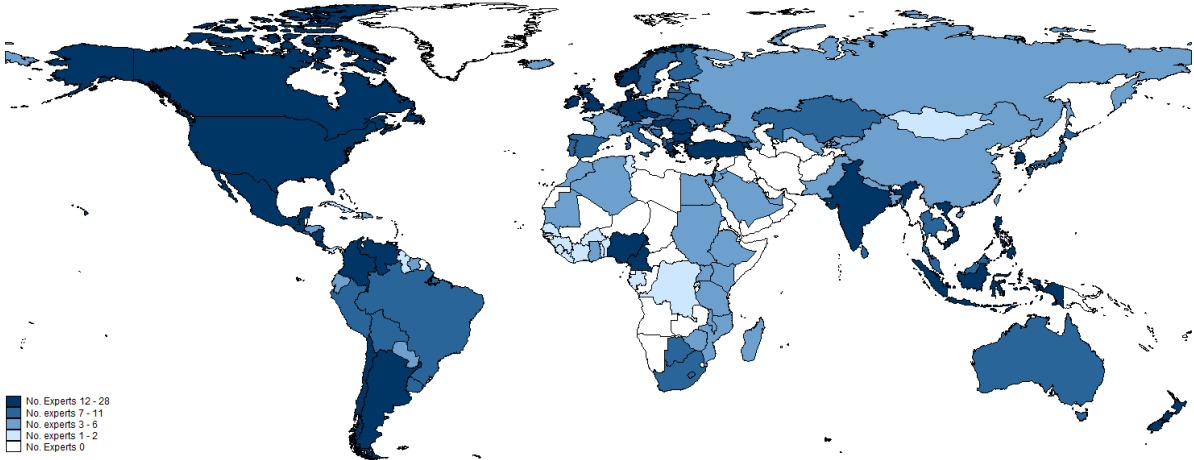 No. Experts 12 - 28
No. experts 7 - 11
No. experts 3 - 6
No. experts 1 - 2
No. Experts 0